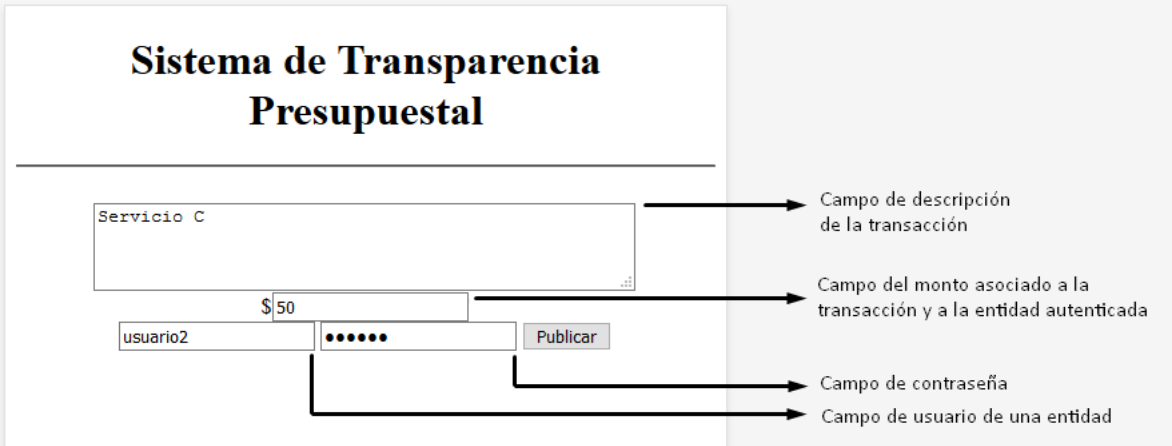 Sistema de Transparencia
Presupuestal
Servicio C
Campo de descripción
de la transacción
$50
Campo del monto asociado a la
transacción y a la entidad autenticada
usuario2 ●●●●●● Publicar
Campo de contraseña
Campo de usuario de una entidad